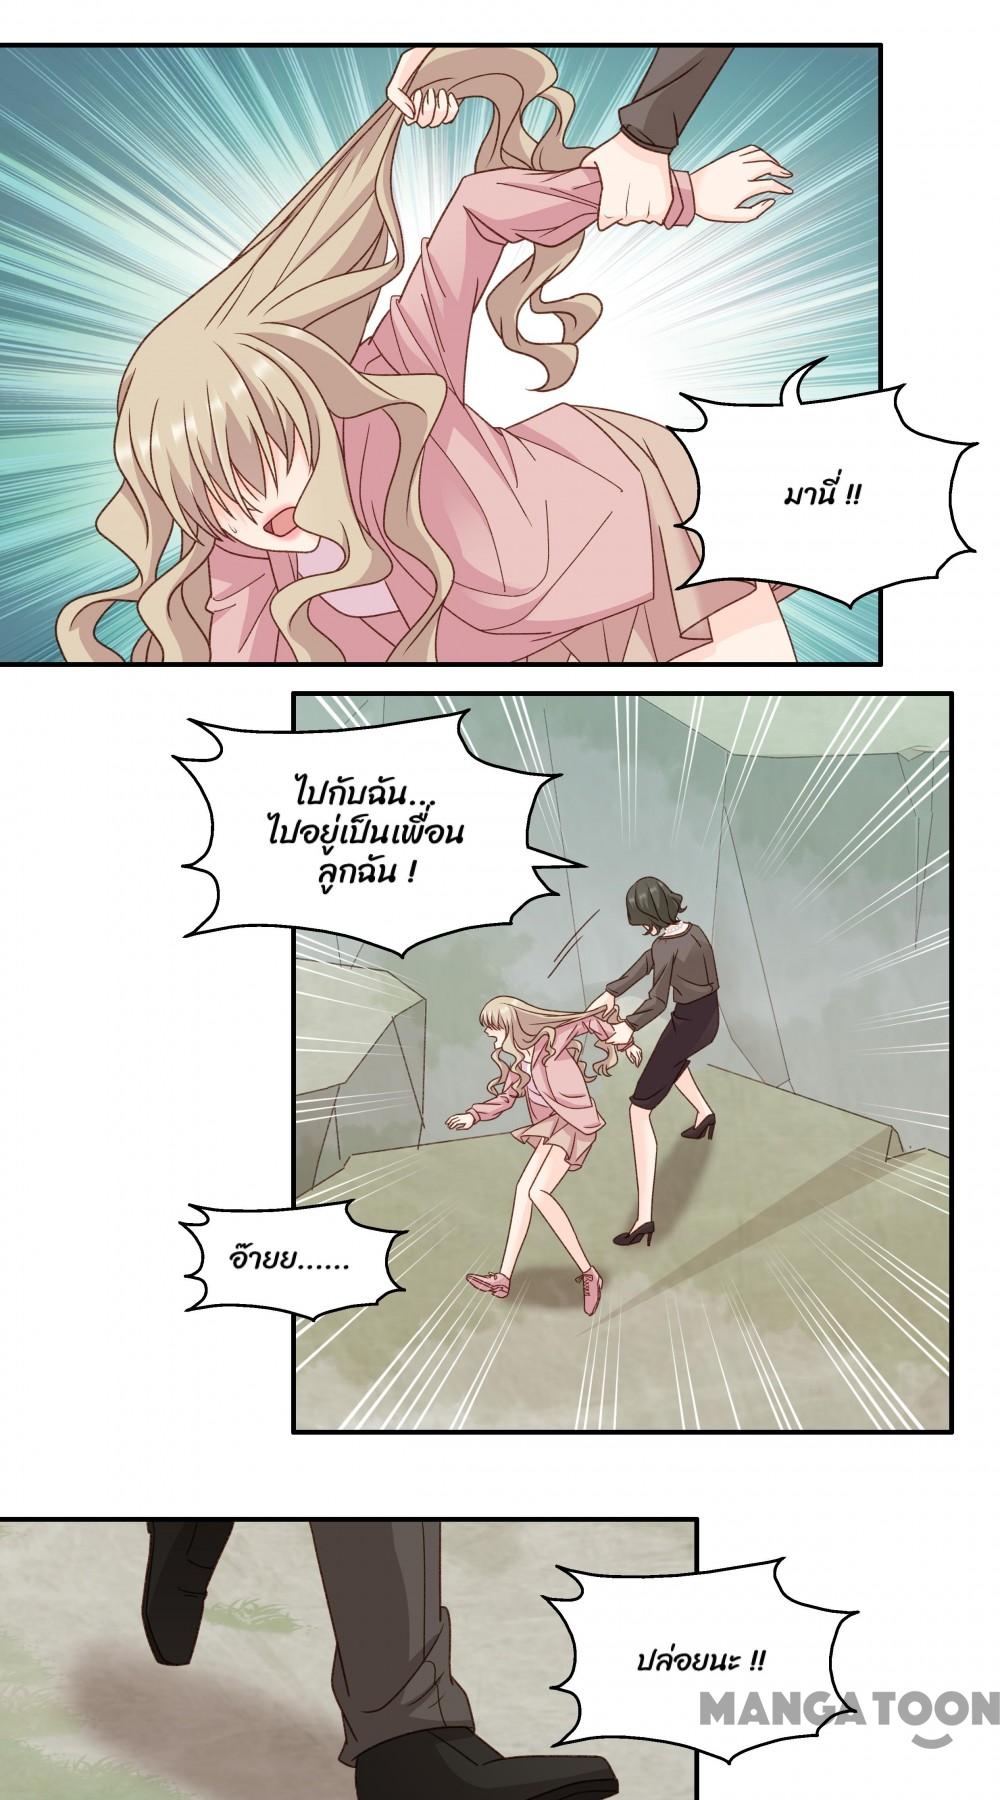 มานี่ !!
ไปกับฉัน...
ไปอยู่เป็นเพื่อน
ลูกฉัน !
อ๊ายย......
ปล่อยนะ !!
MANGATOON